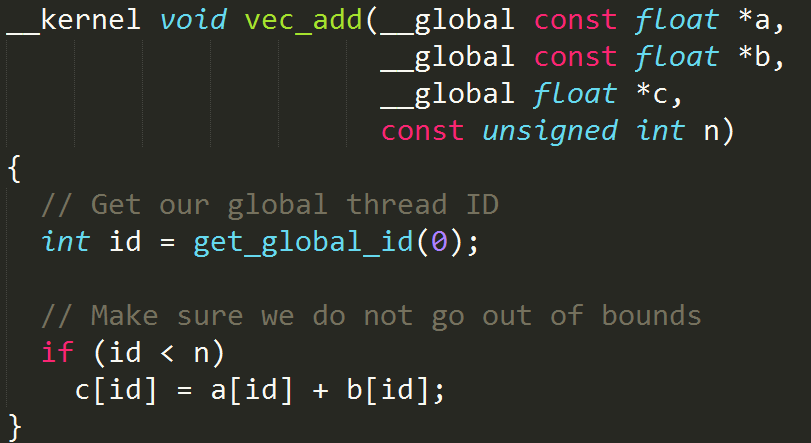 __kernel void vec_add(__global const float *a,
                      __global const float *b,
                      __global float *c,
                      const unsigned int n)
{
  // Get our global thread ID
  int id = get_global_id(0);

  // Make sure we do not go out of bounds
  if (id < n)
    c[id] = a[id] + b[id];
}